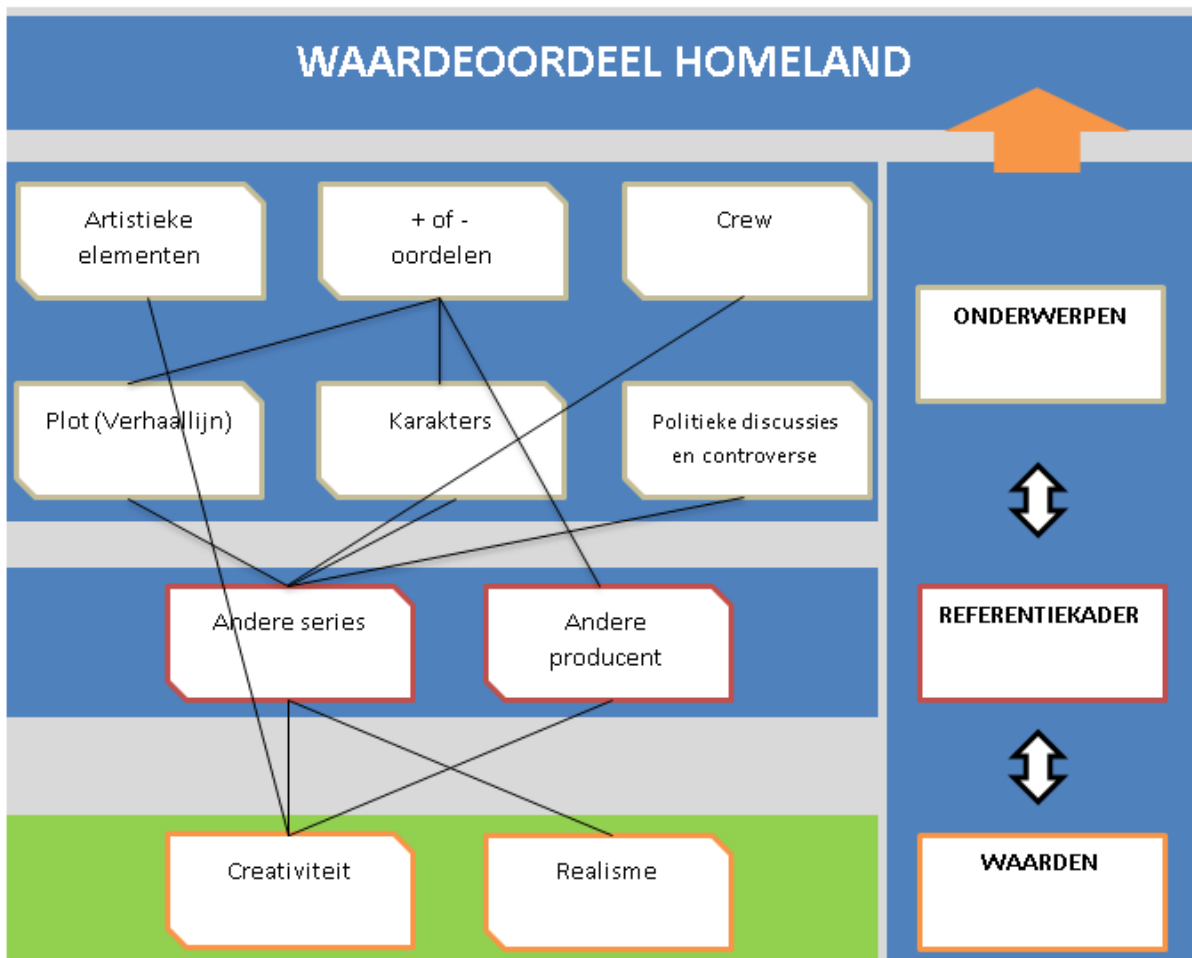 WAARDEOORDEEL HOMELAND
Artistieke
elementen
+ of -
oordelen
Crew
ONDERWERPEN
Plot (Verhaallijn)
Karakters
Politieke discussies
en controverse
Andere series
Andere
producent
REFERENTIEKADER
Creativiteit
Realisme
WAARDEN